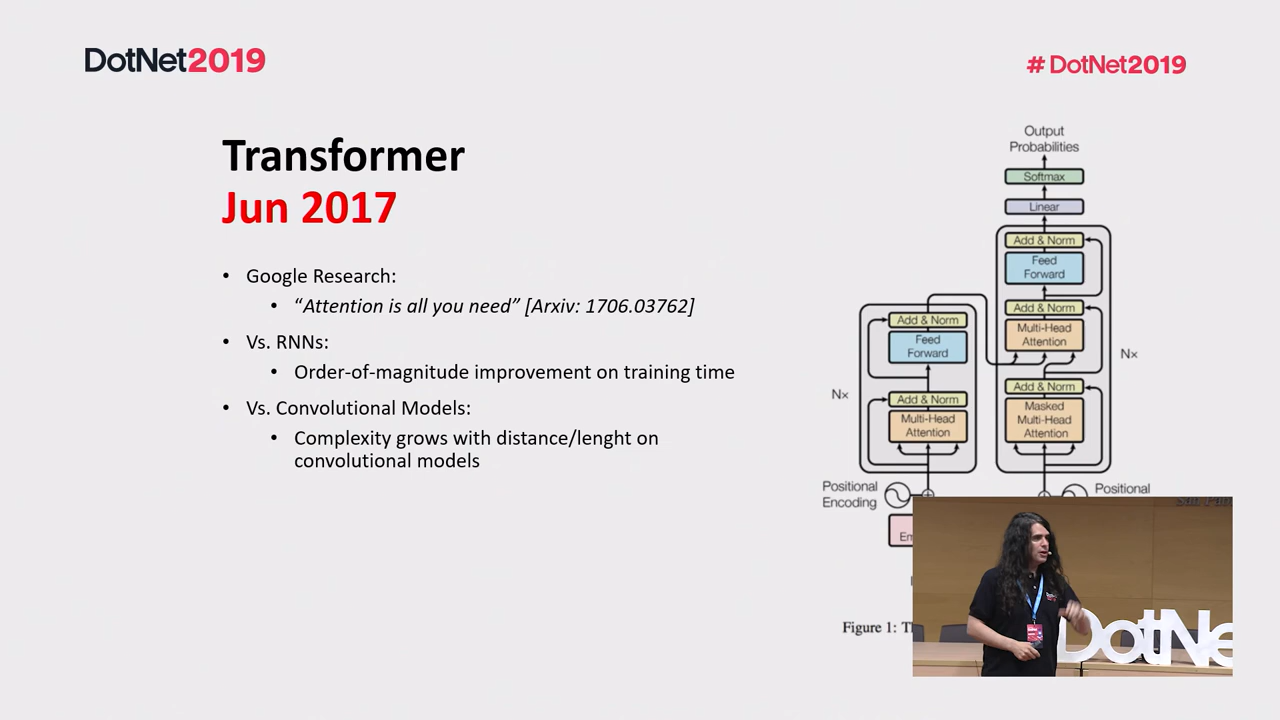 DotNet2019
# DotNet2019
Transformer
Jun 2017
• Google Research:
• “Attention is all you need” [Arxiv: 1706.03762]
• Vs. RNNs:
• Order-of-magnitude improvement on training time
• Vs. Convolutional Models:
• Complexity grows with distance/lenght on
convolutional models
Output
Probabilities
Softmax
Linear
Add & Norm
Feed
Forward
Add & Norm
Multi-Head
Attention
Nx
Add & Norm
Masked
Multi-Head
Attention
Add & Norm
Feed
Forward
Nx
Add & Norm
Multi-Head
Attention
Positional
Encoding
Positional
Figure 1:
DotNe